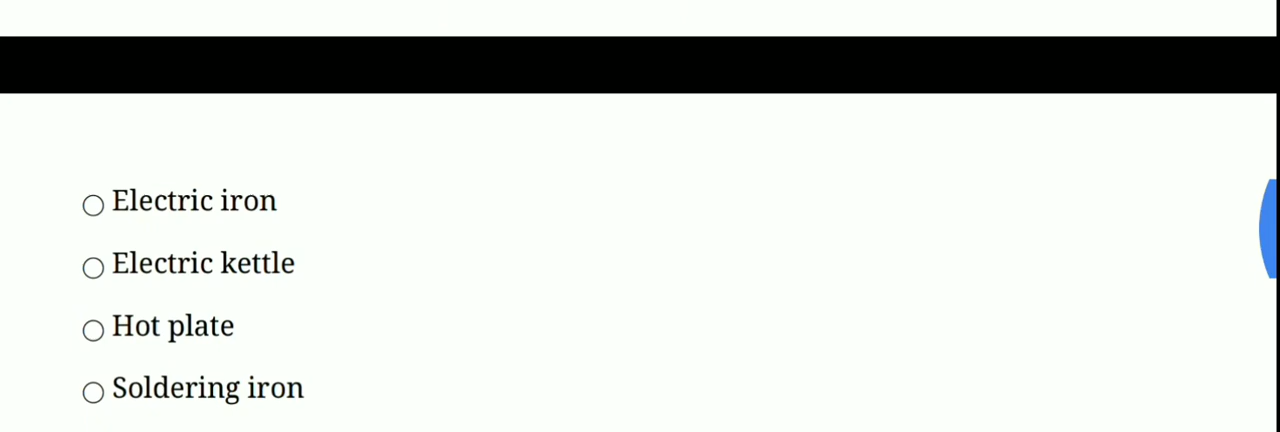 Electric iron
Electric kettle
Hot plate
Soldering iron